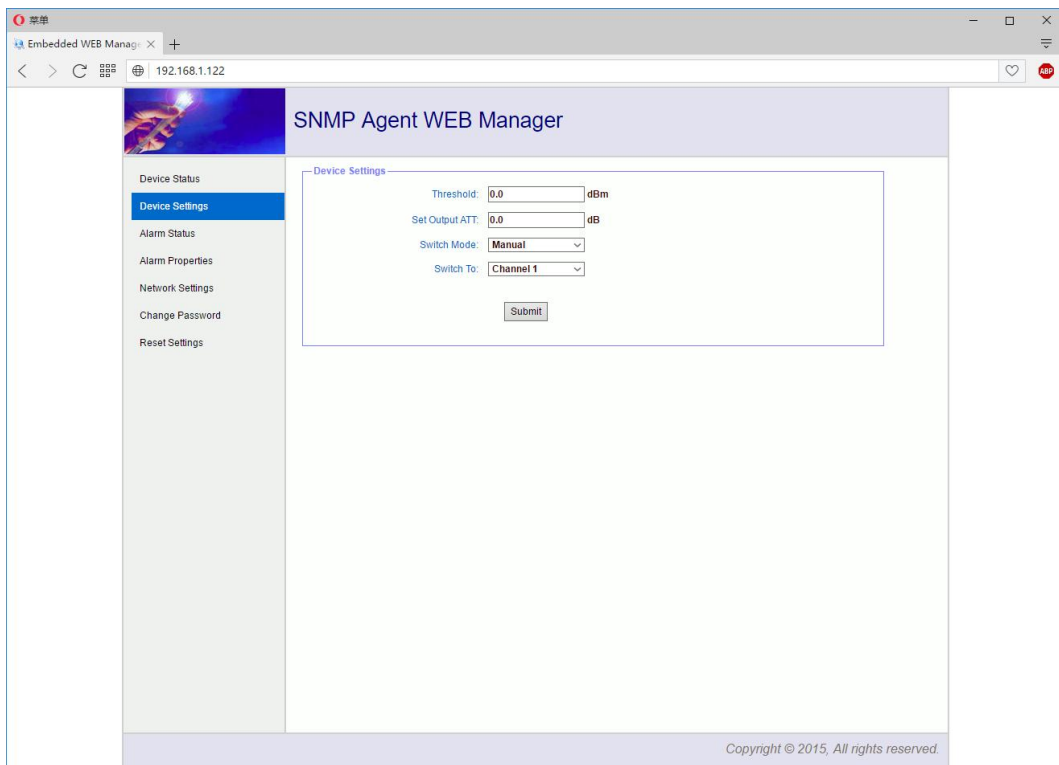 菜单
Embedded WEB Manag
192.168.1.122
ABP
SNMP Agent WEB Manager
Device Status
Device Settings
Alarm Status
Alarm Properties
Network Settings
Change Password
Reset Settings
Device Settings
Threshold: 0.0 dBm
Set Output ATT: 0.0 dB
Switch Mode: Manual
Switch To: Channel 1
Submit
Copyright © 2015, All rights reserved.